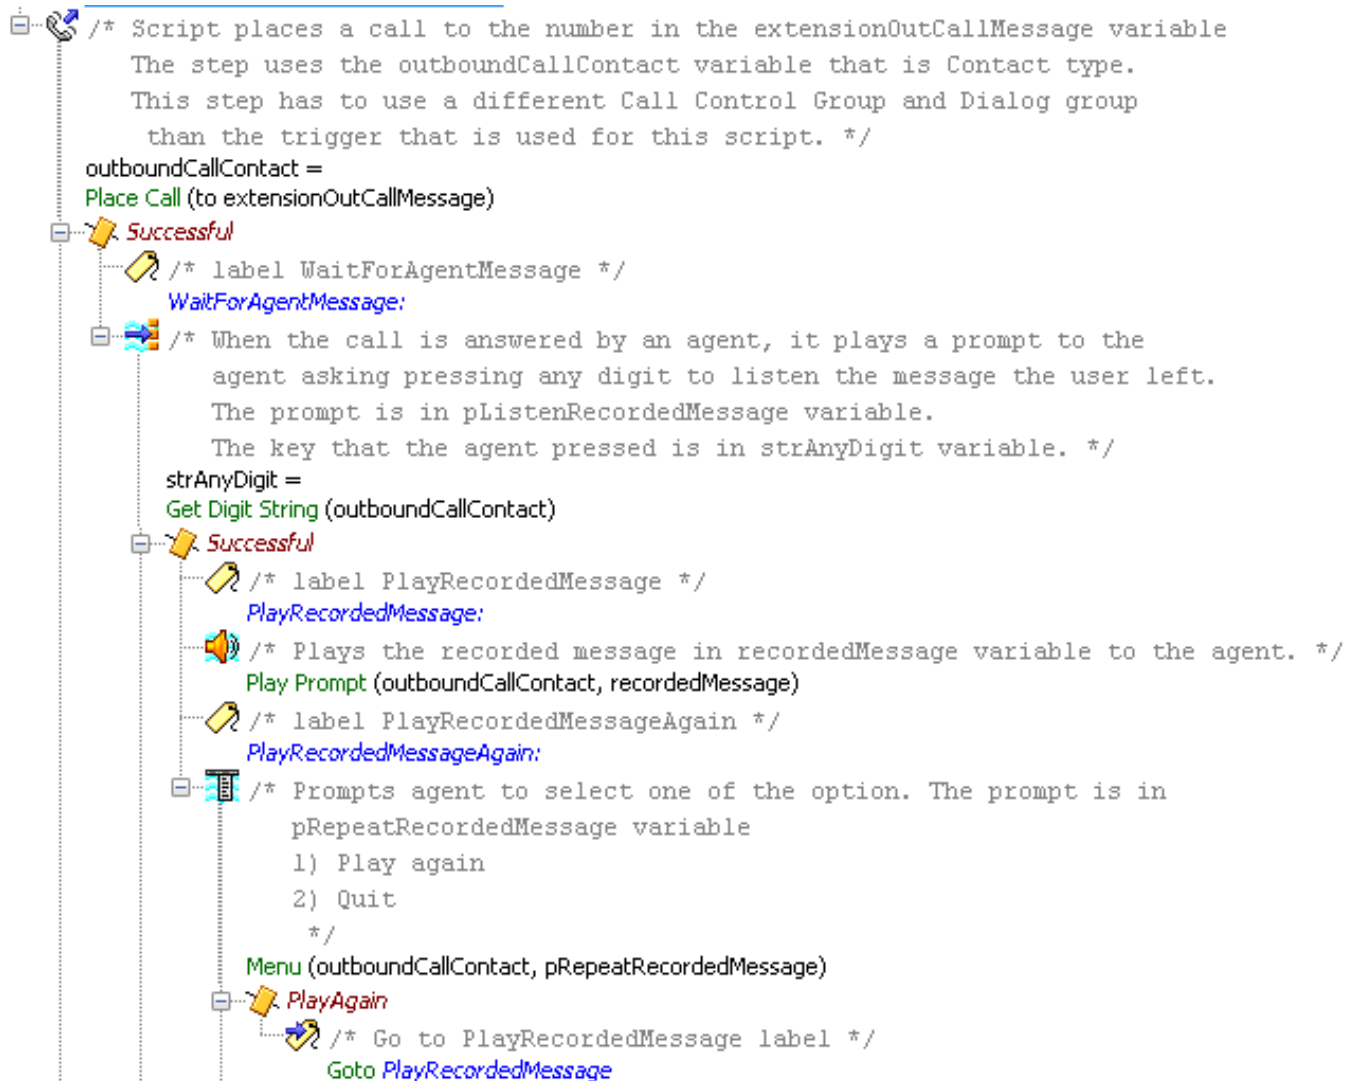 /* Script places a call to the number in the extensionOutCallMessage variable
The step uses the outboundCallContact variable that is Contact type.
This step has to use a different Call Control Group and Dialog group
than the trigger that is used for this script. */
outboundCallContact =
Place Call (to extensionOutCallMessage)
Successful
/* label WaitForAgentMessage */
WaitForAgentMessage:
/* When the call is answered by an agent, it plays a prompt to the
agent asking pressing any digit to listen the message the user left.
The prompt is in pListenRecordedMessage variable.
The key that the agent pressed is in strAnyDigit variable. */
strAnyDigit =
Get Digit String (outboundCallContact)
Successful
/* label PlayRecordedMessage */
PlayRecordedMessage:
/* Plays the recorded message in recordedMessage variable to the agent. */
Play Prompt (outboundCallContact, recordedMessage)
/* label PlayRecordedMessageAgain */
PlayRecordedMessageAgain:
/* Prompts agent to select one of the option. The prompt is in
pRepeatRecordedMessage variable
1) Play again
2) Quit
*/
Menu (outboundCallContact, pRepeatRecordedMessage)
PlayAgain
/* Go to PlayRecordedMessage label */
Goto PlayRecordedMessage